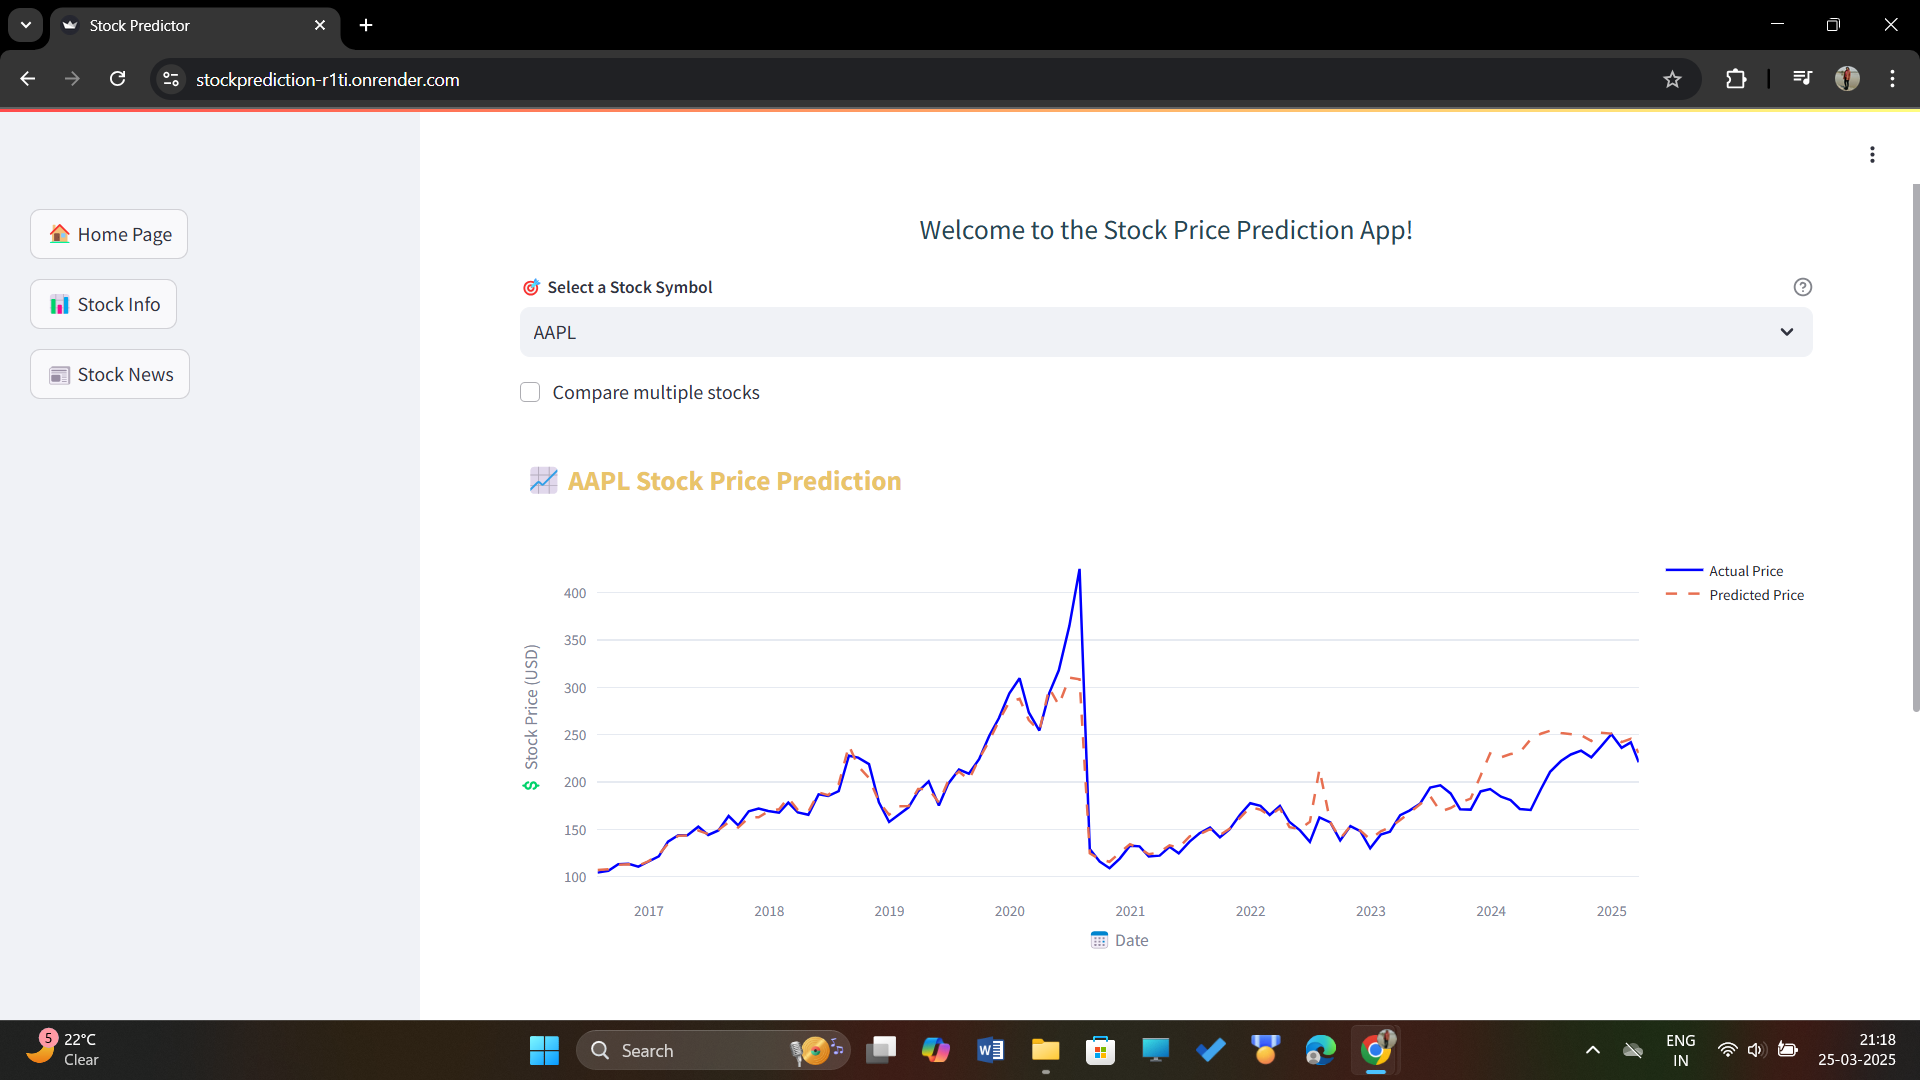 Stock Predictor
stockprediction-r1ti.onrender.com
Home Page
Stock Info
Stock News
Welcome to the Stock Price Prediction App!
Select a Stock Symbol
AAPL
Compare multiple stocks
AAPL Stock Price Prediction
Actual Price
Predicted Price
$ Stock Price (USD)
400
350
300
250
200
150
100
2017 2018 2019 2020 2021 2022 2023 2024 2025
Date
5
22°C
Clear
Search
ENG
IN
21:18
25-03-2025